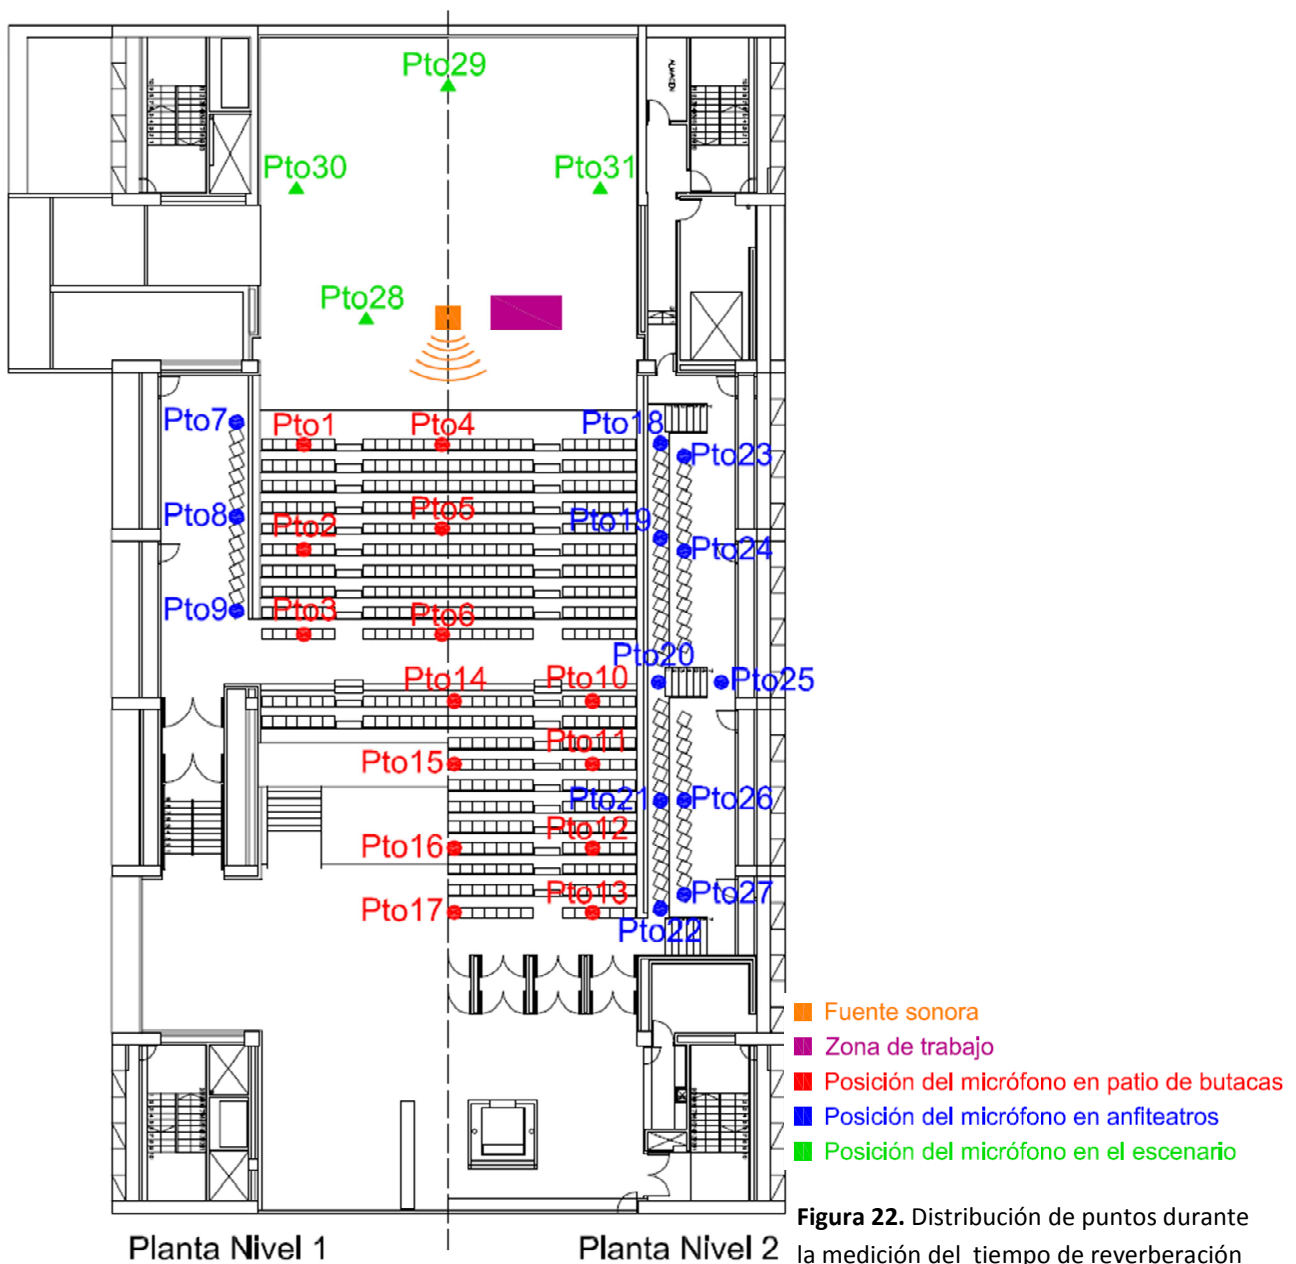 Pto29
ALMACEN
Pto30
Pto31
Pto28
Pto7
Pto1
Pto4
Pto18
Pto23
Pto8
Pto2
Pto5
Pto19
Pto24
Pto9
Pto3
Pto6
Pto20
Pto14
Pto10
Pto25
Pto15
Pto11
Pto21
Pto26
Pto16
Pto12
Pto17
Pto13
Pto27
Pto22
Fuente sonora
Zona de trabajo
Posición del micrófono en patio de butacas
Posición del micrófono en anfiteatros
Posición del micrófono en el escenario
Planta Nivel 1
Planta Nivel 2
Figura 22. Distribución de puntos durante
la medición del tiempo de reverberación